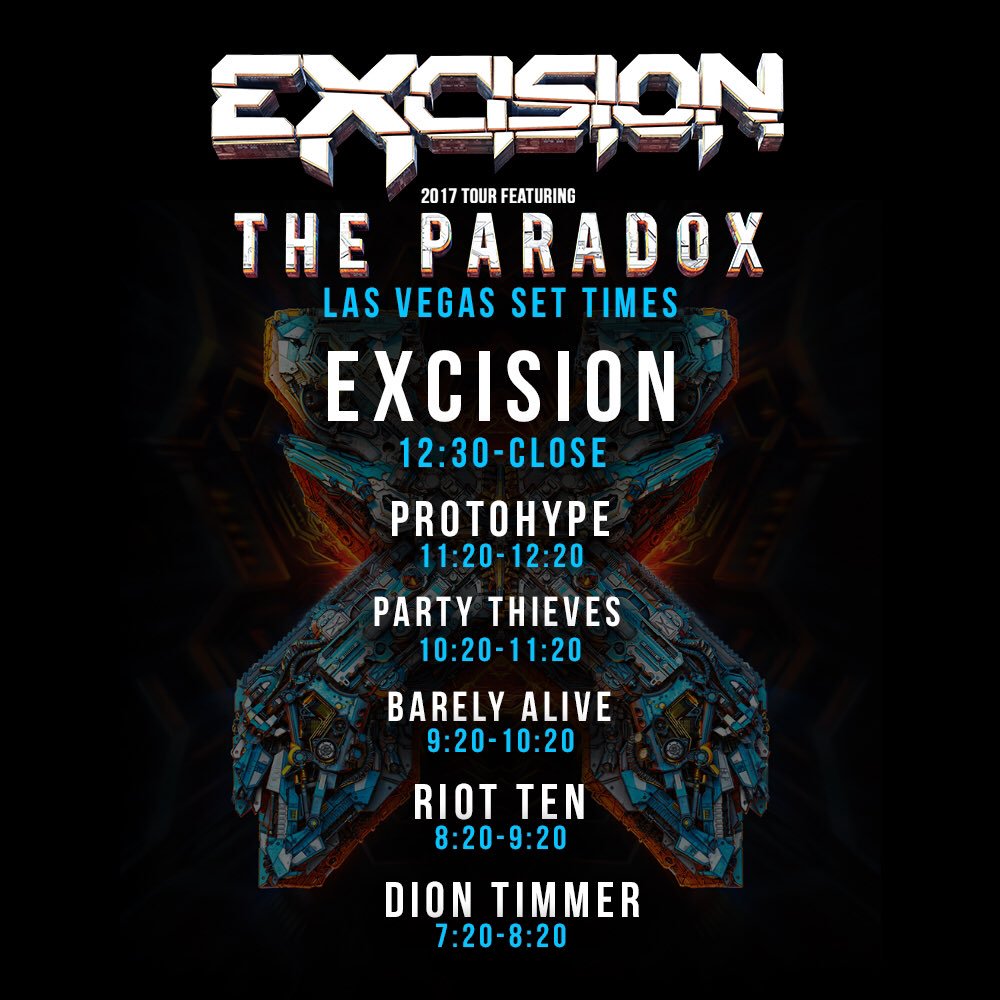 EXCISION
2017 TOUR FEATURING
THE PARADOX
LAS VEGAS SET TIMES
EXCISION
12:30-CLOSE
PROTOHYPE
11:20-12:20
PARTY THIEVES
10:20-11:20
BARELY ALIVE
9:20-10:20
RIOT TEN
8:20-9:20
DION TIMMER
7:20-8:20